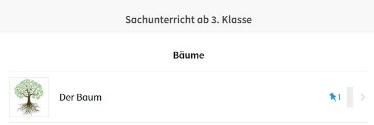 Sachunterricht ab 3. Klasse
Bäume
Der Baum 1